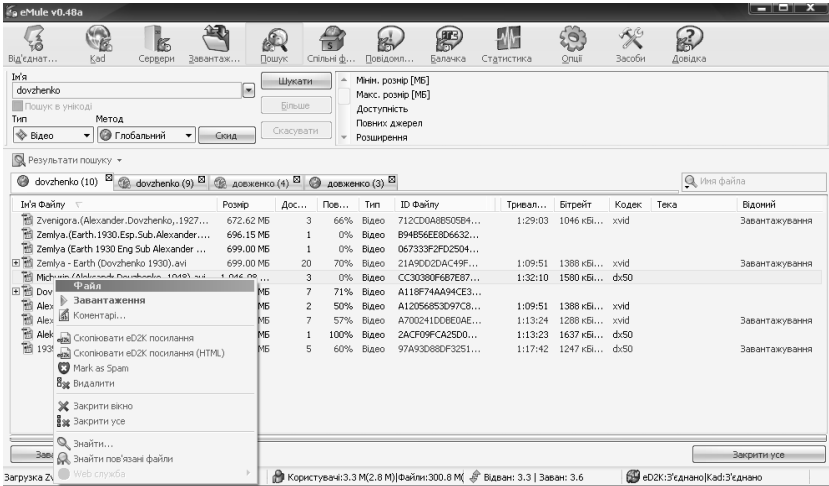 eMule v0.48a
Від'єднат... Kad Сервери Завантаж... Пошук Спільні ф... Повідомл... Балачка Статистика Опції Засоби Довідка
Ім'я
dovzhenko
Пошук в унікоді
Тип Метод
Відео Глобальний Скид
Шукати
Більше
Скасувати
Мінім. розмір [МБ]
Макс. розмір [МБ]
Доступність
Повних джерел
Розширення
Результати пошуку
dovzhenko (10) dovzhenko (9) довженко (4) довженко (3) Имя файла
Ім'я Файлу Розмір Дос... Пов... Тип ID Файлу Тривал... Бітрейт Кодек Тека Відомий
Zvenigora.(Alexander.Dovzhenko,.1927... 672.62 МБ 3 66% Відео 712CD0A8B505B4... 1:29:03 1046 кБі... xvid Завантажування
Zemlya.(Earth.1930.Esp.Sub.Alexander.... 696.15 МБ 1 0% Відео B94B56EE8D6632...
Zemlya (Earth 1930 Eng Sub Alexander ... 699.00 МБ 1 0% Відео 067333F2FD2504...
Zemlya - Earth (Dovzhenko 1930).avi 699.00 МБ 20 70% Відео 21A9DD2DAC49F... 1:09:51 1388 кБі... xvid Завантажування
Michurin (Aleksandr Dovzhenko, 1948).avi 1 046.08 ... 3 0% Відео CC30380F6B7E87... 1:32:10 1580 кБі... dx50
Dov МБ 7 71% Відео A118F74AA94CE3... Завантажування
Alex МБ 2 50% Відео A12056853D97C8... 1:09:51 1388 кБі... xvid
Alex МБ 7 57% Відео A700241DDBE0AE... 1:13:24 1288 кБі... xvid Завантажування
Alek МБ 1 100% Відео 2ACF09FCA25D0... 1:13:23 1637 кБі... dx50
193 МБ 5 60% Відео 97A93D88DF3251... 1:17:42 1247 кБі... dx50 Завантажування
Файл
Завантаження
Коментарі...
Скопіювати eD2K посилання
Скопіювати eD2K посилання (HTML)
Mark as Spam
Видалити
Закрити вікно
Закрити усе
Знайти...
Знайти пов'язані файли
Web служба
Зава Закрити усе
Загрузка Zv Користувачі:3.3 M(2.8 M)|Файли:300.8 M( Відван: 3.3 | Заван: 3.6 eD2K:З'єднано|Kad:З'єднано